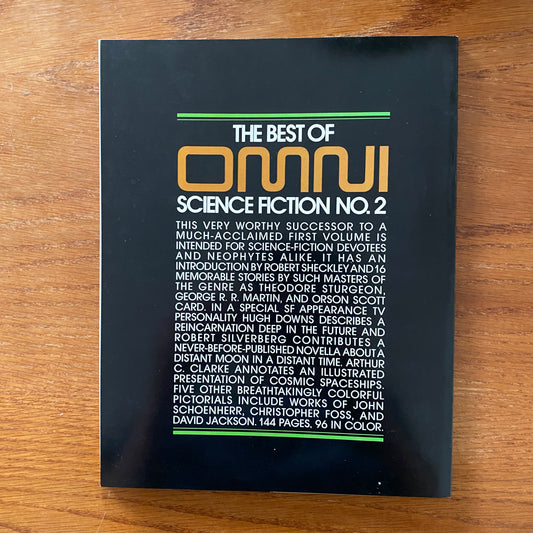 THE BEST OF
OMNI
SCIENCE FICTION NO. 2
THIS VERY WORTHY SUCCESSOR TO A
MUCH-ACCLAIMED FIRST VOLUME IS
INTENDED FOR SCIENCE-FICTION DEVOTEES
AND NEOPHYTES ALIKE. IT HAS AN
INTRODUCTION BY ROBERT SHECKLEY AND 16
MEMORABLE STORIES BY SUCH MASTERS OF
THE GENRE AS THEODORE STURGEON,
GEORGE R. R. MARTIN, AND ORSON SCOTT
CARD. IN A SPECIAL SF APPEARANCE TV
PERSONALITY HUGH DOWNS DESCRIBES A
REINCARNATION DEEP IN THE FUTURE AND
ROBERT SILVERBERG CONTRIBUTES A
NEVER-BEFORE-PUBLISHED NOVELLA ABOUT A
DISTANT MOON IN A DISTANT TIME. ARTHUR
C. CLARKE ANNOTATES AN ILLUSTRATED
PRESENTATION OF COSMIC SPACESHIPS.
FIVE OTHER BREATHTAKINGLY COLORFUL
PICTORIALS INCLUDE WORKS OF JOHN
SCHOENHERR, CHRISTOPHER FOSS, AND
DAVID JACKSON. 144 PAGES. 96 IN COLOR.